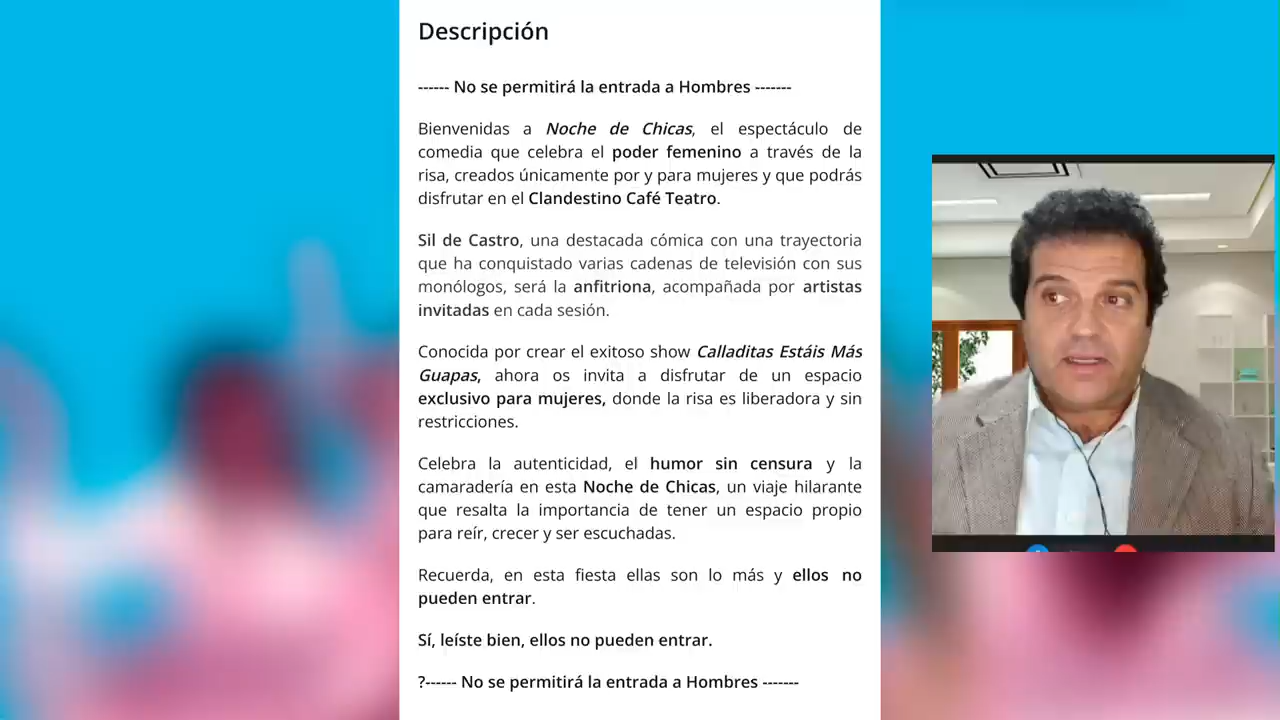 Descripción
------ No se permitirá la entrada a Hombres -------
Bienvenidas a Noche de Chicas, el espectáculo de
comedia que celebra el poder femenino a través de la
risa, creados únicamente por y para mujeres y que podrás
disfrutar en el Clandestino Café Teatro.
Sil de Castro, una destacada cómica con una trayectoria
que ha conquistado varias cadenas de televisión con sus
monólogos, será la anfitriona, acompañada por artistas
invitadas en cada sesión.
Conocida por crear el exitoso show Calladitas Estáis Más
Guapas, ahora os invita a disfrutar de un espacio
exclusivo para mujeres, donde la risa es liberadora y sin
restricciones.
Celebra la autenticidad, el humor sin censura y la
camaradería en esta Noche de Chicas, un viaje hilarante
que resalta la importancia de tener un espacio propio
para reír, crecer y ser escuchadas.
Recuerda, en esta fiesta ellas son lo más y ellos no
pueden entrar.
Sí, leíste bien, ellos no pueden entrar.
?------ No se permitirá la entrada a Hombres -------